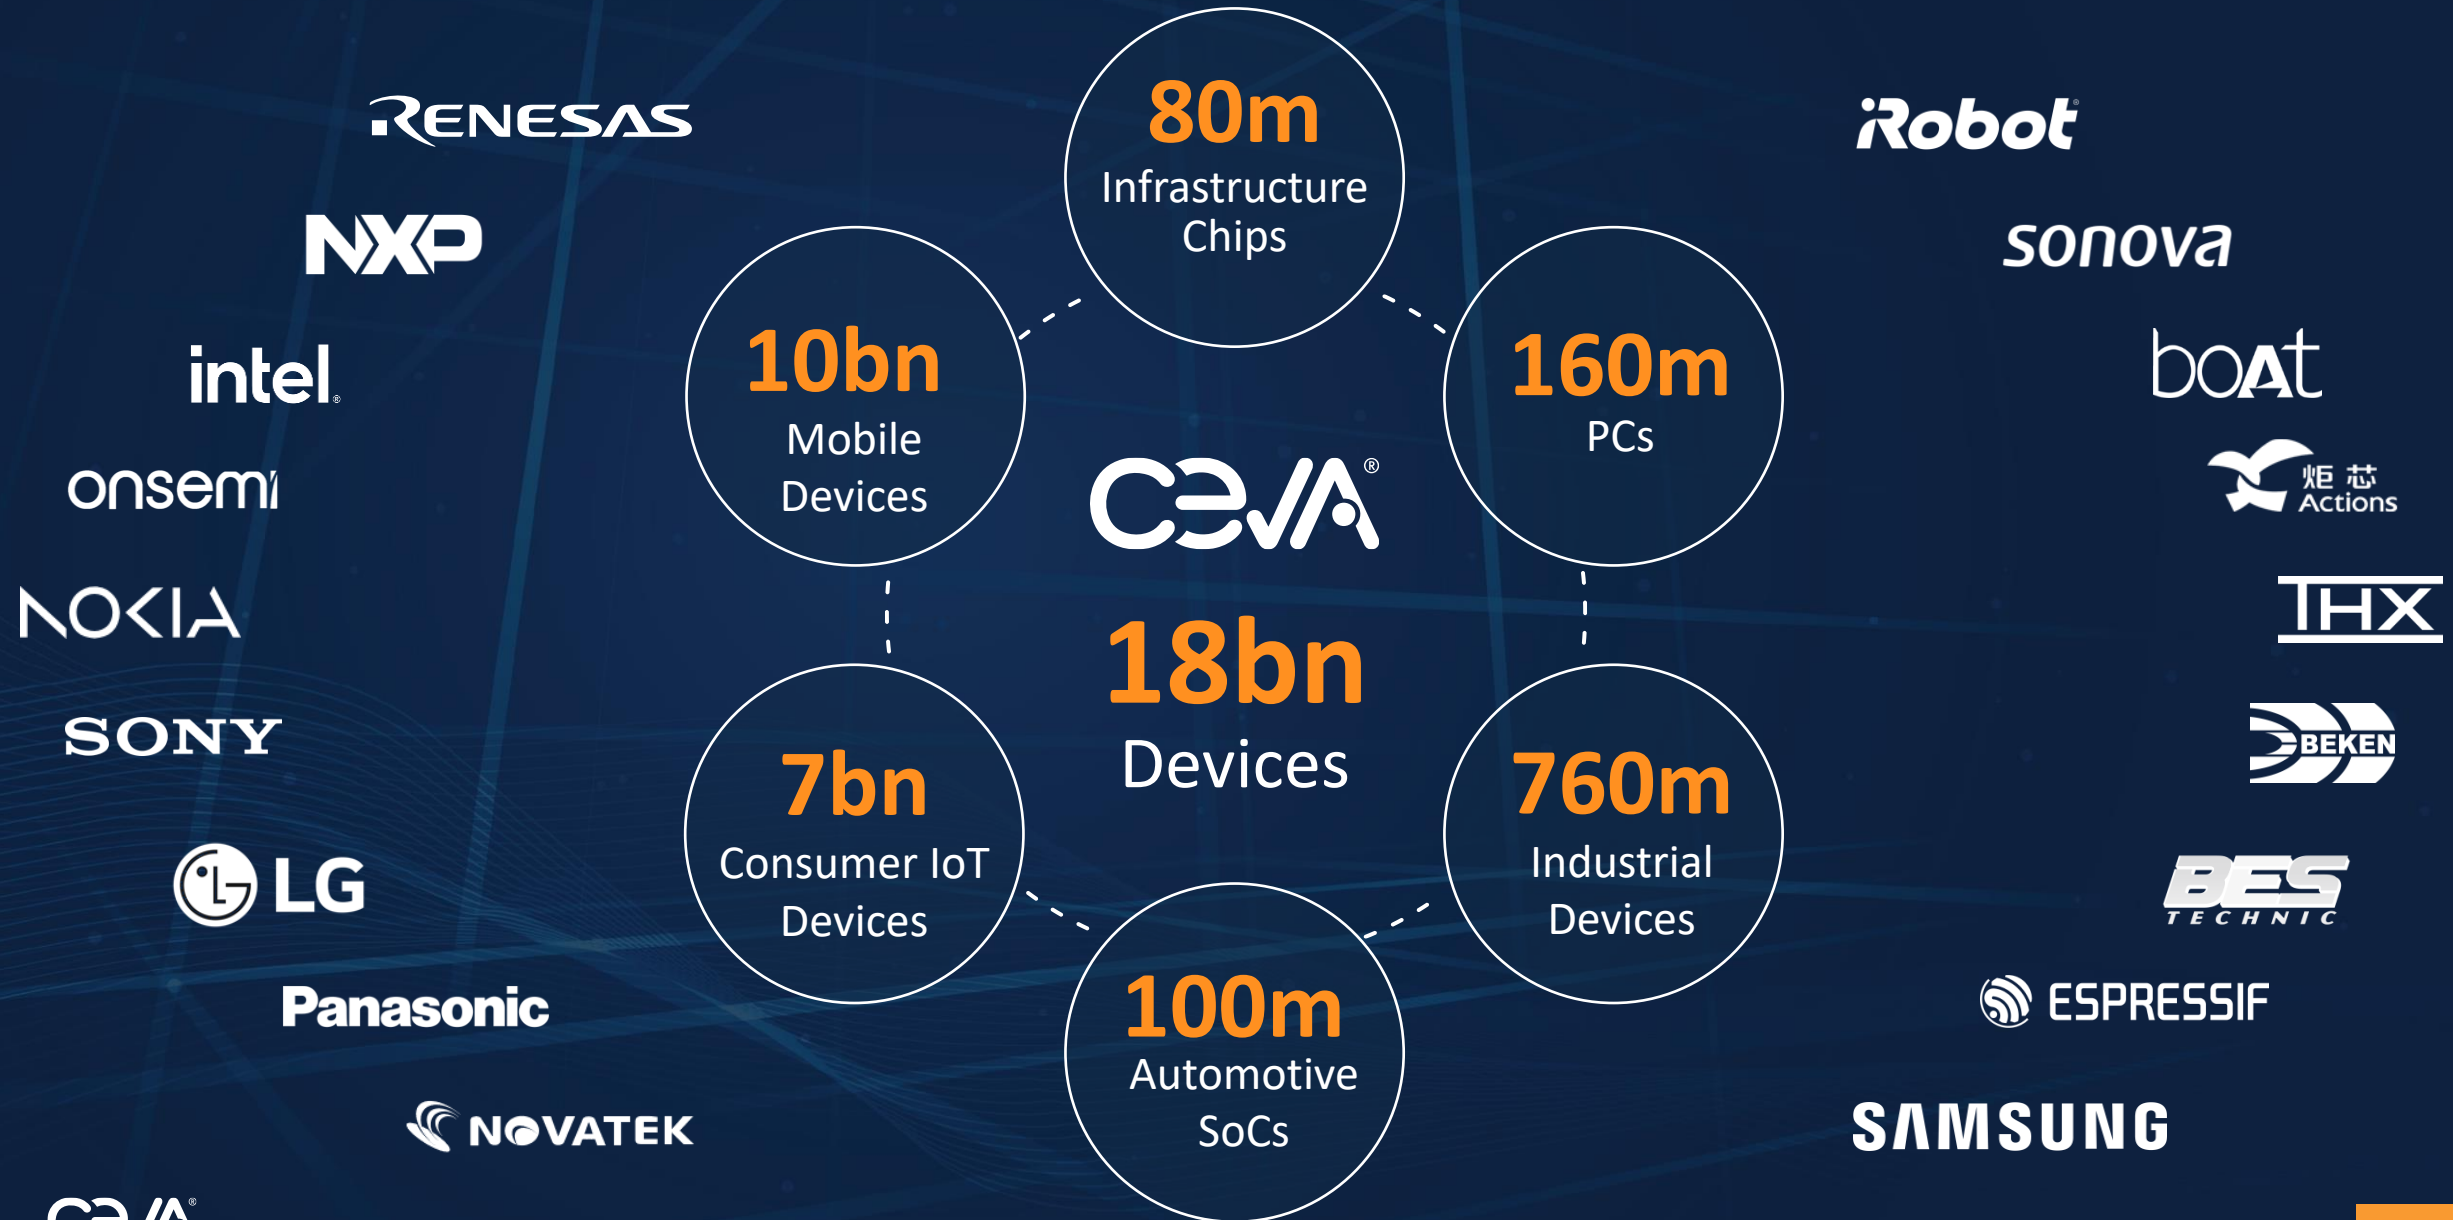 RENESAS
NXP
intel®
onsemi
NOKIA
SONY
LG
Panasonic
NOVATEK
80m
Infrastructure
Chips
10bn
Mobile
Devices
160m
PCs
CEVA®
18bn
Devices
7bn
Consumer IoT
Devices
760m
Industrial
Devices
100m
Automotive
SoCs
iRobot®
sonova
boAt
炬芯
Actions
THX
BEKEN
BES
TECHNIC
ESPRESSIF
SAMSUNG
CEVA®